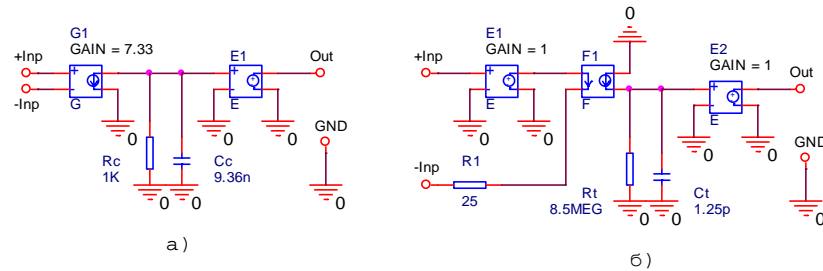 G1
GAIN = 7.33
+Inp
-Inp
G
E1
E
Out
0
0
0
Rc
1K
Cc
9.36n
0
0
GND
0
а)
E1
GAIN = 1
+Inp
E
0
F1
F
0
E2
GAIN = 1
E
Out
0
0
-Inp
R1
25
Rt
8.5MEG
Ct
1.25p
0
0
GND
0
б)